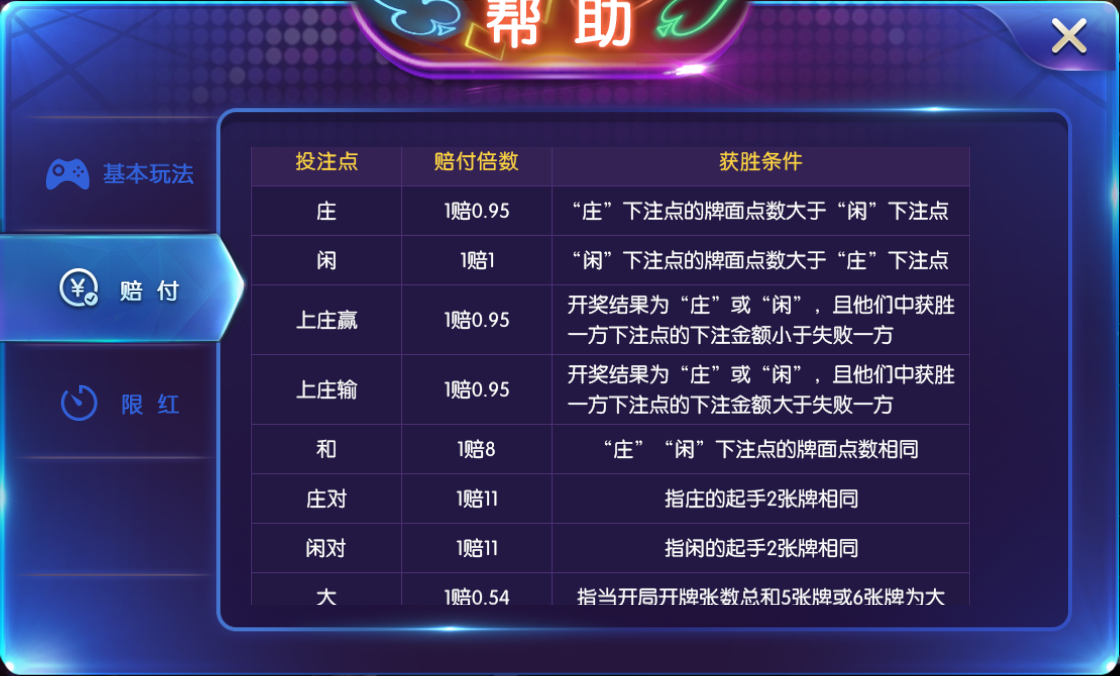 帮助
基本玩法
赔付
限红
投注点 赔付倍数 获胜条件
庄 1赔0.95 “庄”下注点的牌面点数大于“闲”下注点
闲 1赔1 “闲”下注点的牌面点数大于“庄”下注点
上庄赢 1赔0.95 开奖结果为“庄”或“闲”，且他们中获胜
一方下注点的下注金额小于失败一方
上庄输 1赔0.95 开奖结果为“庄”或“闲”，且他们中获胜
一方下注点的下注金额大于失败一方
和 1赔8 “庄”“闲”下注点的牌面点数相同
庄对 1赔11 指庄的起手2张牌相同
闲对 1赔11 指闲的起手2张牌相同
大 1赔0.54 指当开局开牌张数总和5张牌或6张牌为大